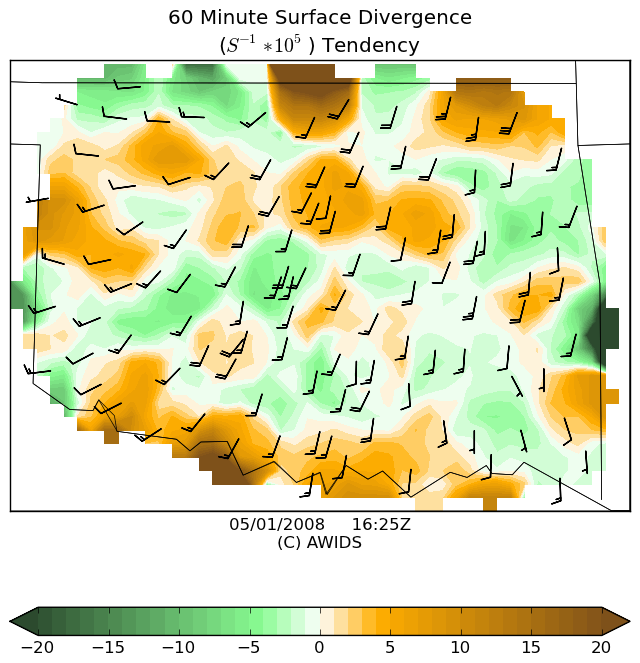 60 Minute Surface Divergence
(S⁻¹ *10⁵ ) Tendency
05/01/2008 16:25Z
(C) AWIDS
−20 −15 −10 −5 0 5 10 15 20